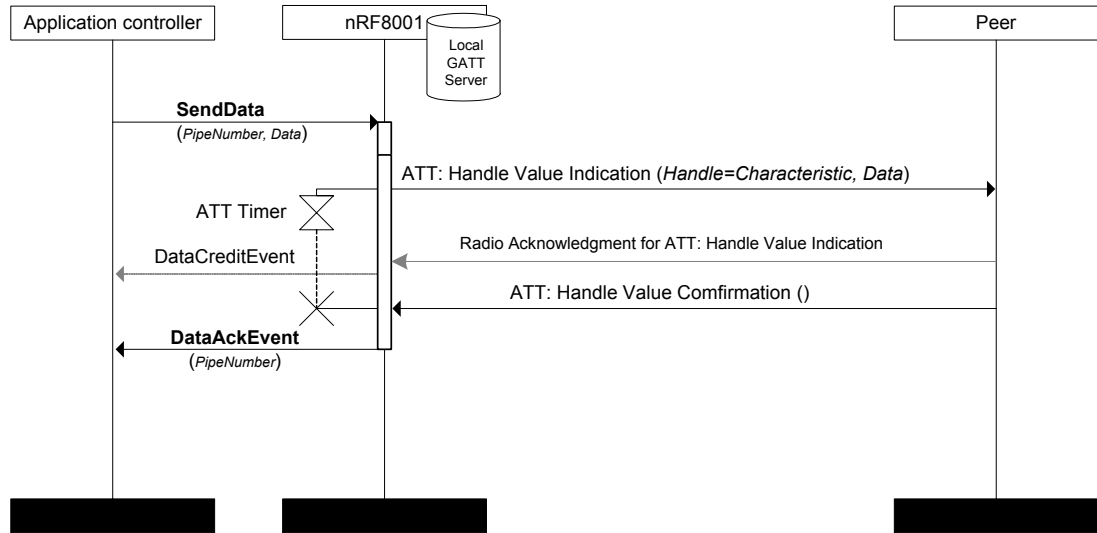 Application controller
nRF8001
Peer
Local
GATT
Server
SendData
(PipeNumber, Data)
ATT: Handle Value Indication (Handle=Characteristic, Data)
ATT Timer
Radio Acknowledgment for ATT: Handle Value Indication
DataCreditEvent
ATT: Handle Value Comfirmation ()
DataAckEvent
(PipeNumber)